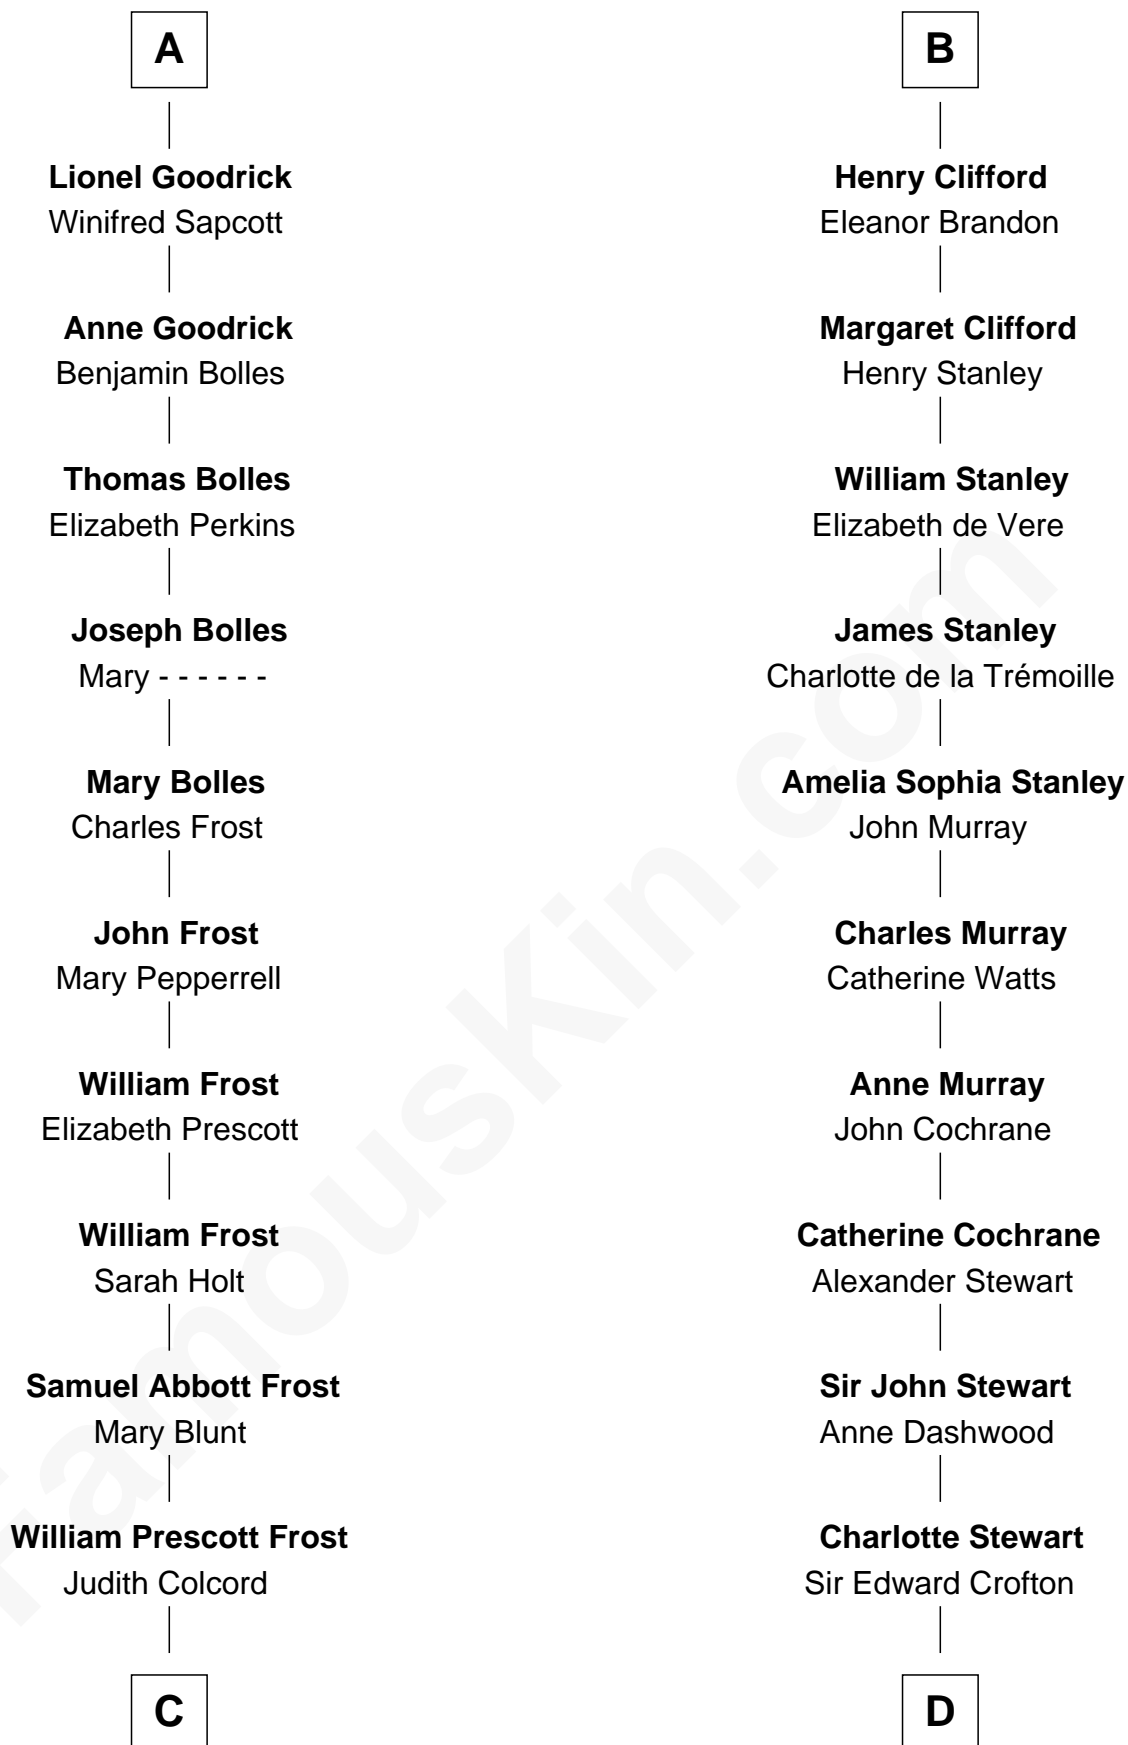 A
Lionel Goodrick
Winifred Sapcott
Anne Goodrick
Benjamin Bolles
Thomas Bolles
Elizabeth Perkins
Joseph Bolles
Mary - - - - - -
Mary Bolles
Charles Frost
John Frost
Mary Pepperrell
William Frost
Elizabeth Prescott
William Frost
Sarah Holt
Samuel Abbott Frost
Mary Blunt
William Prescott Frost
Judith Colcord
C
B
Henry Clifford
Eleanor Brandon
Margaret Clifford
Henry Stanley
William Stanley
Elizabeth de Vere
James Stanley
Charlotte de la Trémoille
Amelia Sophia Stanley
John Murray
Charles Murray
Catherine Watts
Anne Murray
John Cochrane
Catherine Cochrane
Alexander Stewart
Sir John Stewart
Anne Dashwood
Charlotte Stewart
Sir Edward Crofton
D
FamousKin.com